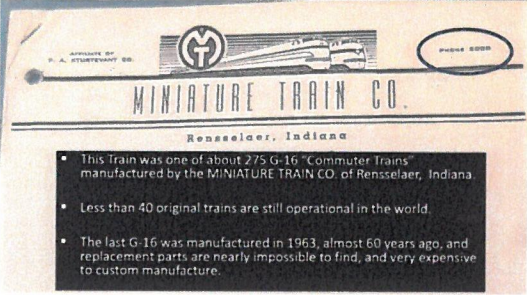 AFFILIATE OF
P. A. STURTEVANT CO.
MTC
PHONE 600D
MINIATURE TRAIN CO.
Rensselaer, Indiana
• This Train was one of about 275 G-16 "Commuter Trains"
manufactured by the MINIATURE TRAIN CO. of Rensselaer, Indiana.
• Less than 40 original trains are still operational in the world.
• The last G-16 was manufactured in 1963, almost 60 years ago, and
replacement parts are nearly impossible to find, and very expensive
to custom manufacture.